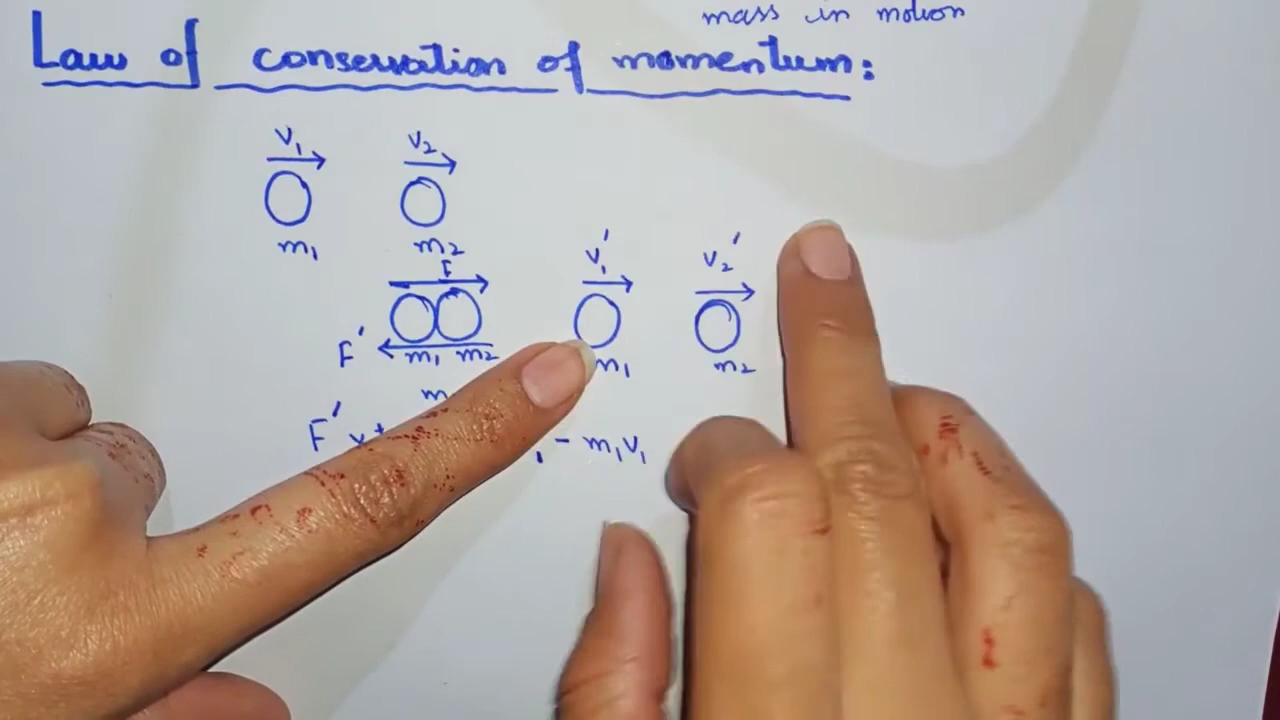 mass in motion
Law of conservation of momentum:
V₁ V₂
m₁ m₂
F V₁' V₂'
F' m₁ m₂ m₁ m₂
m
F' x t - m₁v₁